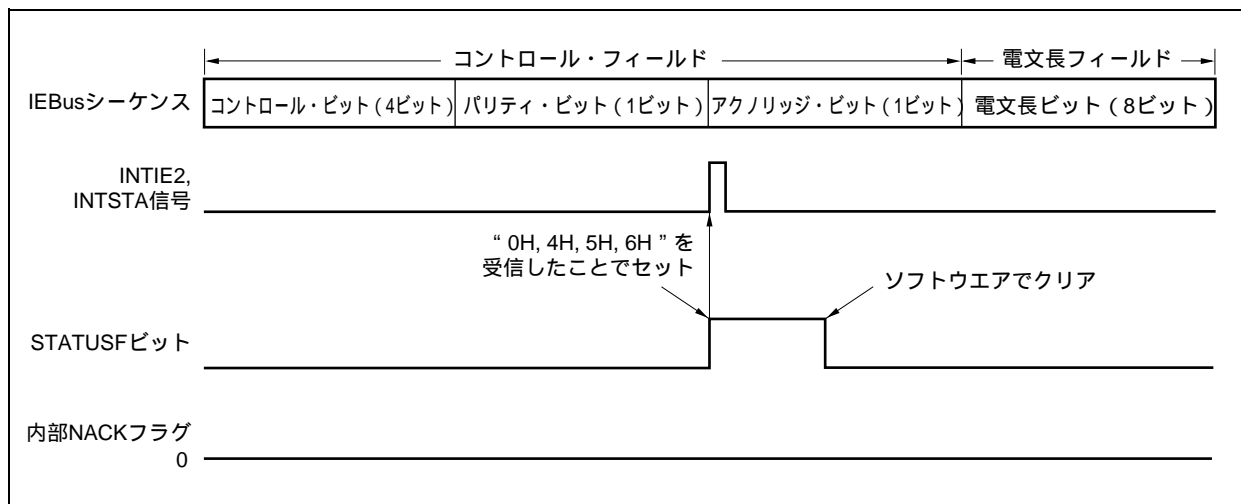 コントロール・フィールド
電文長フィールド
IEBusシーケンス
コントロール・ビット(4ビット)
パリティ・ビット(1ビット)
アクノリッジ・ビット(1ビット)
電文長ビット(8ビット)
INTIE2,
INTSTA信号
“0H, 4H, 5H, 6H”を
受信したことでセット
ソフトウエアでクリア
STATUSFビット
内部NACKフラグ
0